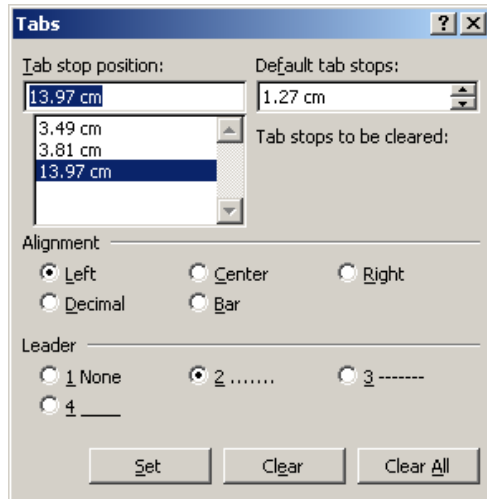 Tabs
Tab stop position: Default tab stops:
13.97 cm 1.27 cm
3.49 cm
3.81 cm
13.97 cm
Tab stops to be cleared:
Alignment
Left Center Right
Decimal Bar
Leader
1 None 2 ....... 3 -------
4 ____
Set Clear Clear All